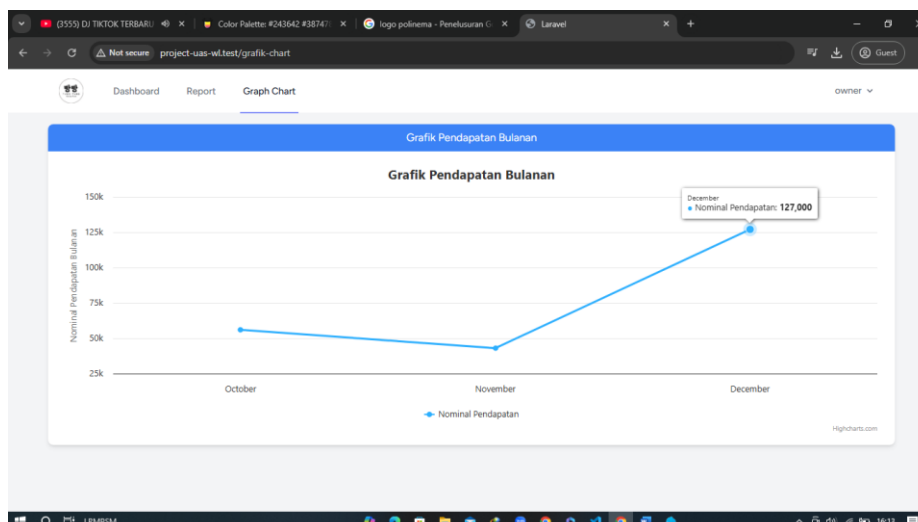 (3555) DJ TIKTOK TERBARU
Color Palette: #243642 #38747
logo polinema - Penelusuran G
Laravel
Not secure
project-uas-wl.test/grafik-chart
Guest
Dashboard
Report
Graph Chart
owner
Grafik Pendapatan Bulanan
Grafik Pendapatan Bulanan
150k
125k
100k
75k
50k
25k
Nominal Pendapatan Bulanan
December
Nominal Pendapatan: 127,000
October
November
December
Nominal Pendapatan
Highcharts.com
16:13